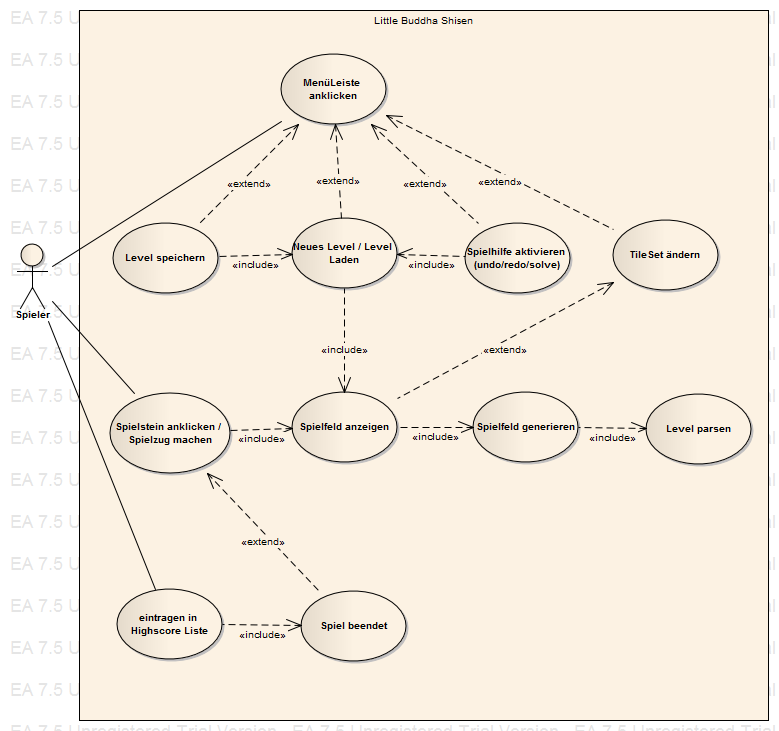 Little Buddha Shisen
MenüLeiste
anklicken
«extend»
«extend»
«extend»
«extend»
Level speichern
«include»
Neues Level / Level
Laden
«include»
Spielhilfe aktivieren
(undo/redo/solve)
TileSet ändern
Spieler
«include»
«extend»
Spielstein anklicken /
Spielzug machen
«include»
Spielfeld anzeigen
«include»
Spielfeld generieren
«include»
Level parsen
«extend»
eintragen in
Highscore Liste
«include»
Spiel beendet
EA 7.5 Unregistered Trial Version
EA 7.5 Unregistered Trial Version
EA 7.5 Unregistered Trial